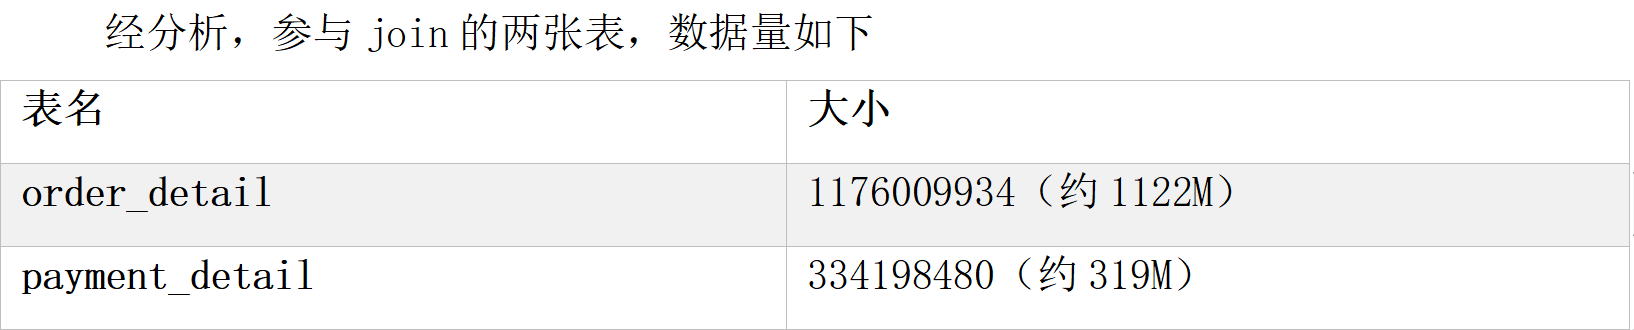 经分析，参与 join 的两张表，数据量如下
表名 大小
order_detail 1176009934（约 1122M）
payment_detail 334198480（约 319M）